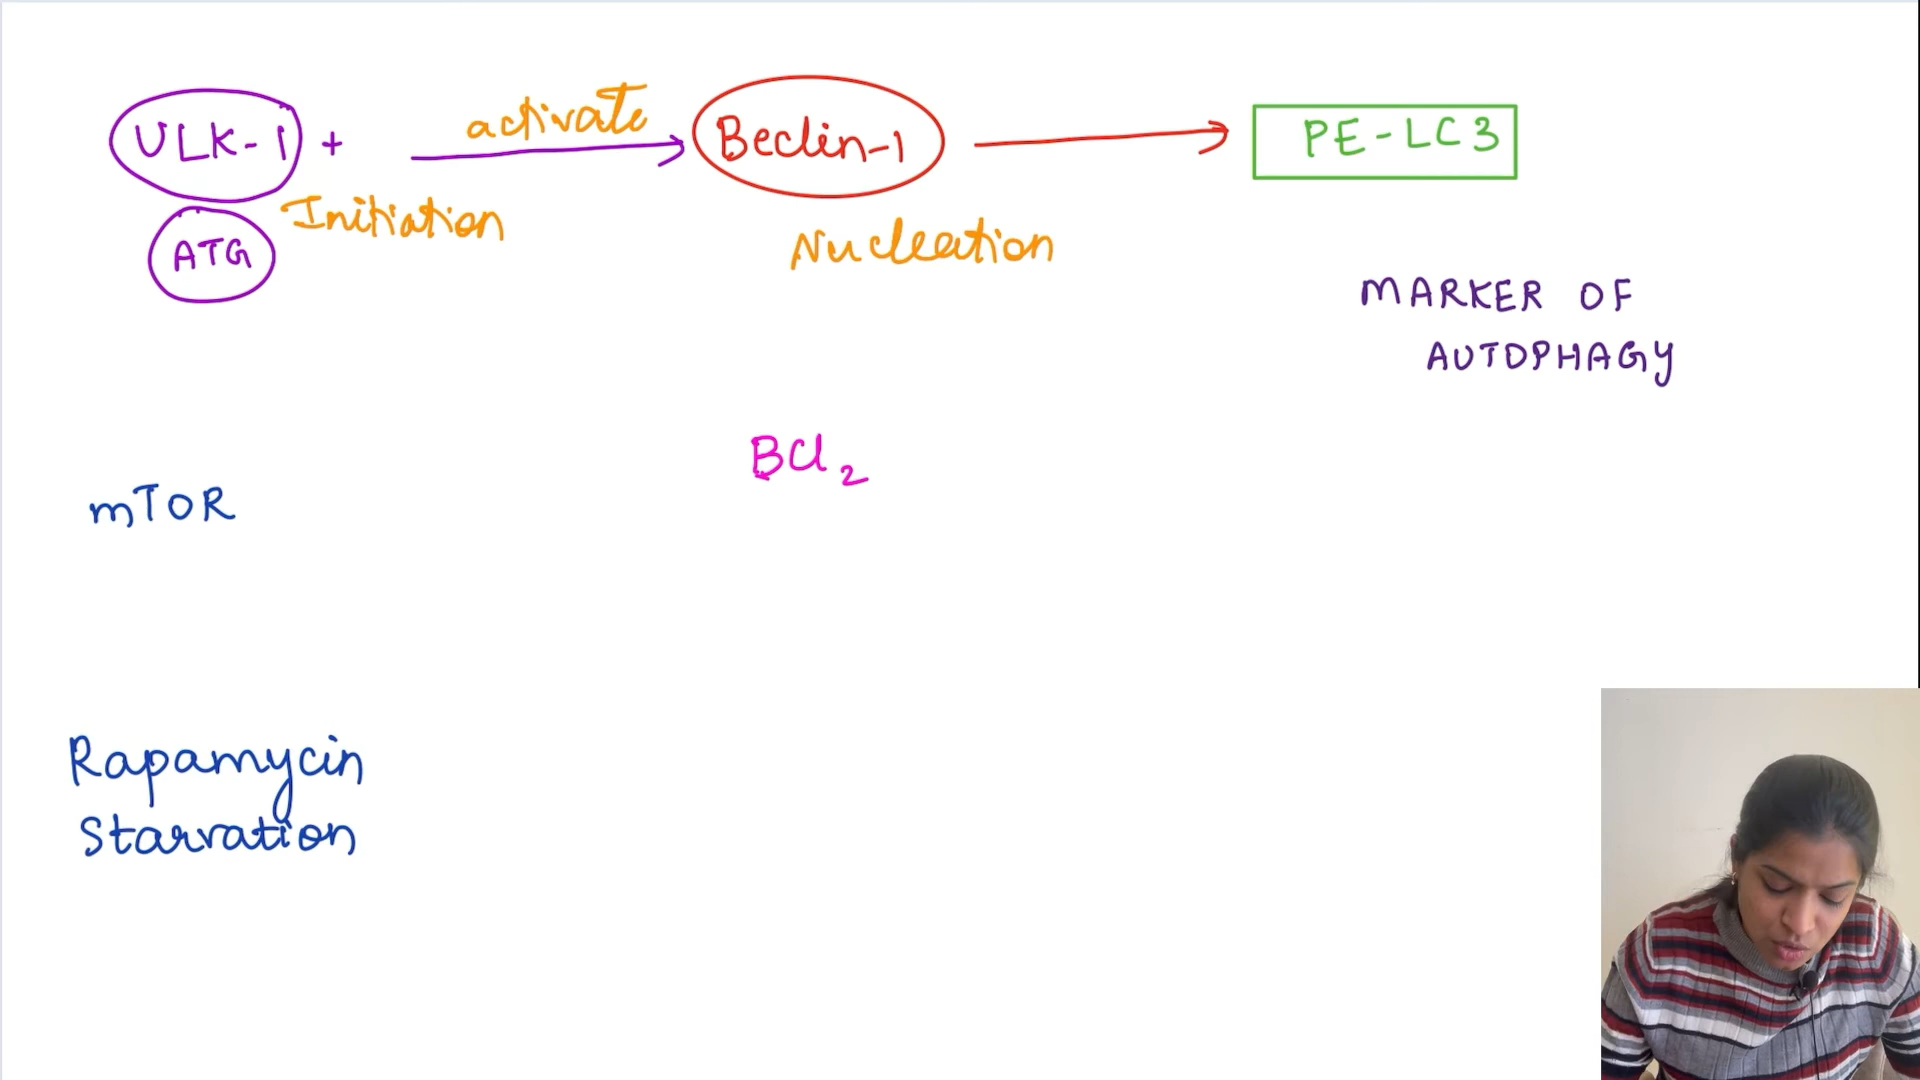 ULK-1 + activate Beclin-1 PE-LC3
ATG Initiation Nucleation
MARKER OF
AUTOPHAGY
BCl2
mTOR
Rapamycin
Starvation